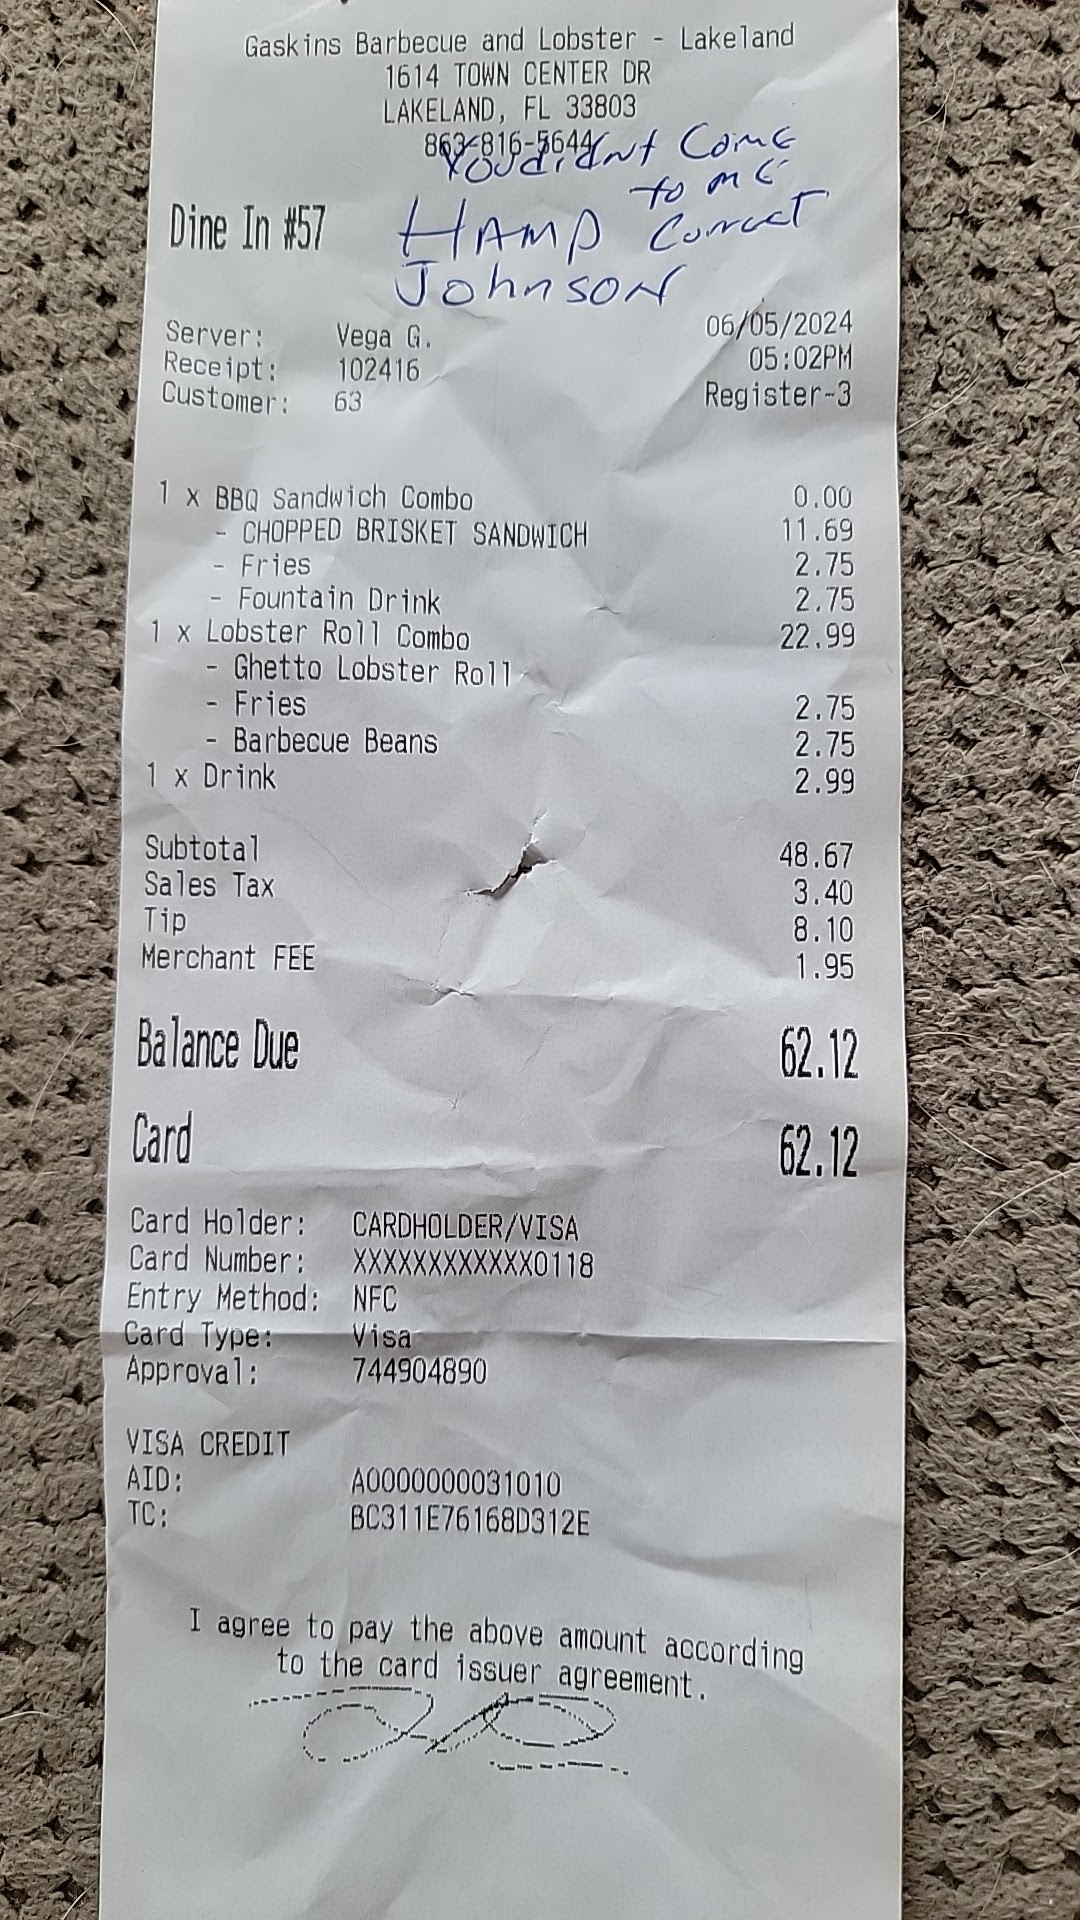 Gaskins Barbecue and Lobster - Lakeland
1614 TOWN CENTER DR
LAKELAND, FL 33803
863-816-5644
You didnt Come
to me
Correct
HAMP
Johnson
Dine In #57
Server: Vega G. 06/05/2024
Receipt: 102416 05:02PM
Customer: 63 Register-3
1 x BBQ Sandwich Combo 0.00
- CHOPPED BRISKET SANDWICH 11.69
- Fries 2.75
- Fountain Drink 2.75
1 x Lobster Roll Combo 22.99
- Ghetto Lobster Roll
- Fries 2.75
- Barbecue Beans 2.75
1 x Drink 2.99
Subtotal 48.67
Sales Tax 3.40
Tip 8.10
Merchant FEE 1.95
Balance Due 62.12
Card 62.12
Card Holder: CARDHOLDER/VISA
Card Number: XXXXXXXXXXXX0118
Entry Method: NFC
Card Type: Visa
Approval: 744904890
VISA CREDIT
AID: A0000000031010
TC: BC311E76168D312E
I agree to pay the above amount according
to the card issuer agreement.